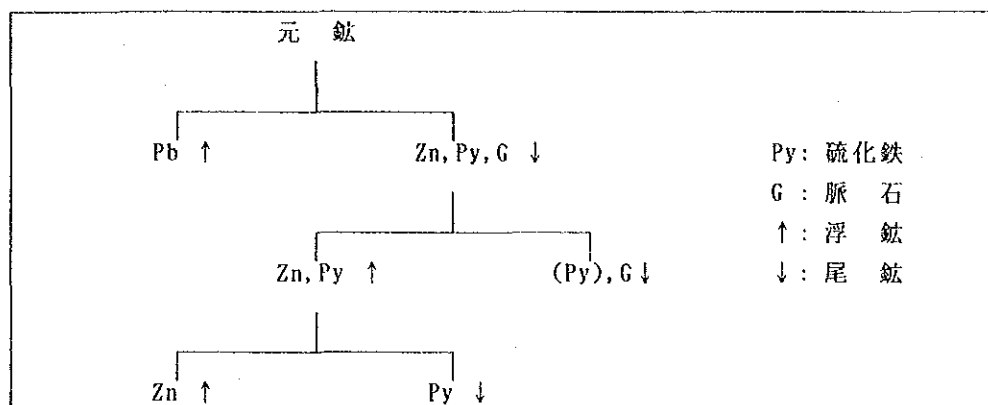 元 鉱
Pb ↑ Zn, Py, G ↓ Py: 硫化鉄
G : 脈 石
↑ : 浮 鉱
Zn, Py ↑ (Py), G ↓ ↓ : 尾 鉱
Zn ↑ Py ↓